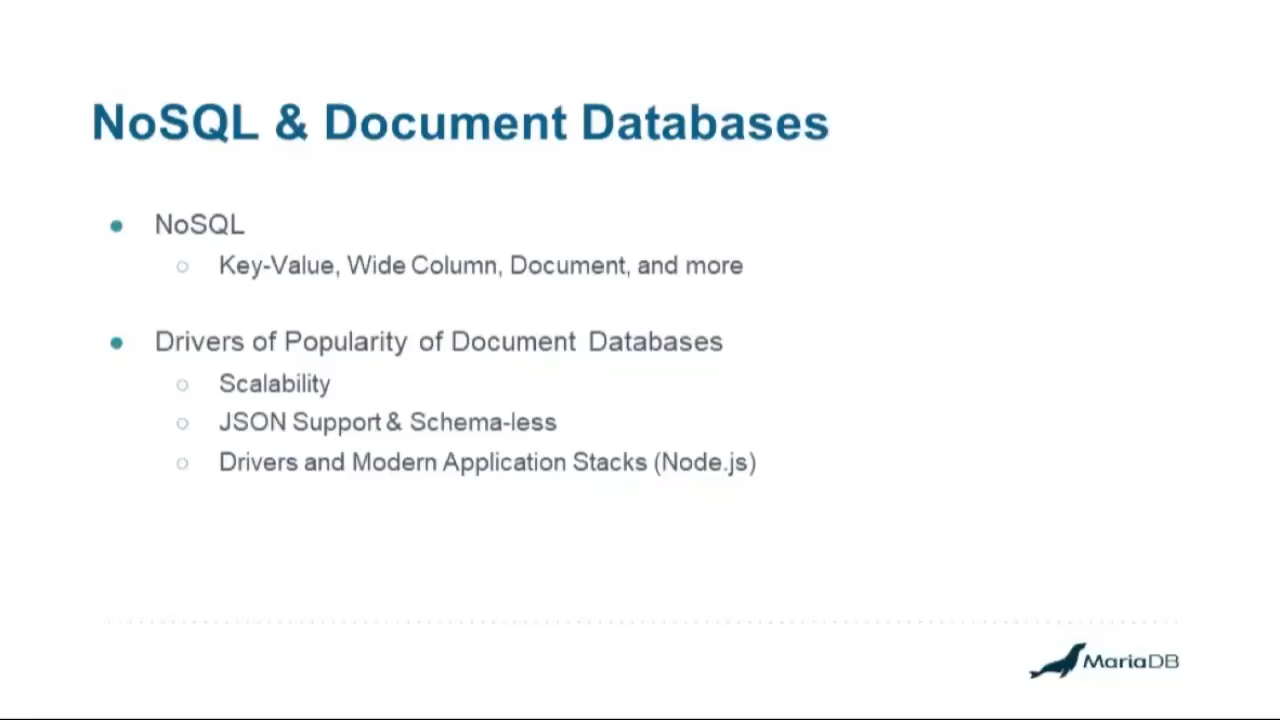 NoSQL & Document Databases
NoSQL
Key-Value, Wide Column, Document, and more
Drivers of Popularity of Document Databases
Scalability
JSON Support & Schema-less
Drivers and Modern Application Stacks (Node.js)
MariaDB